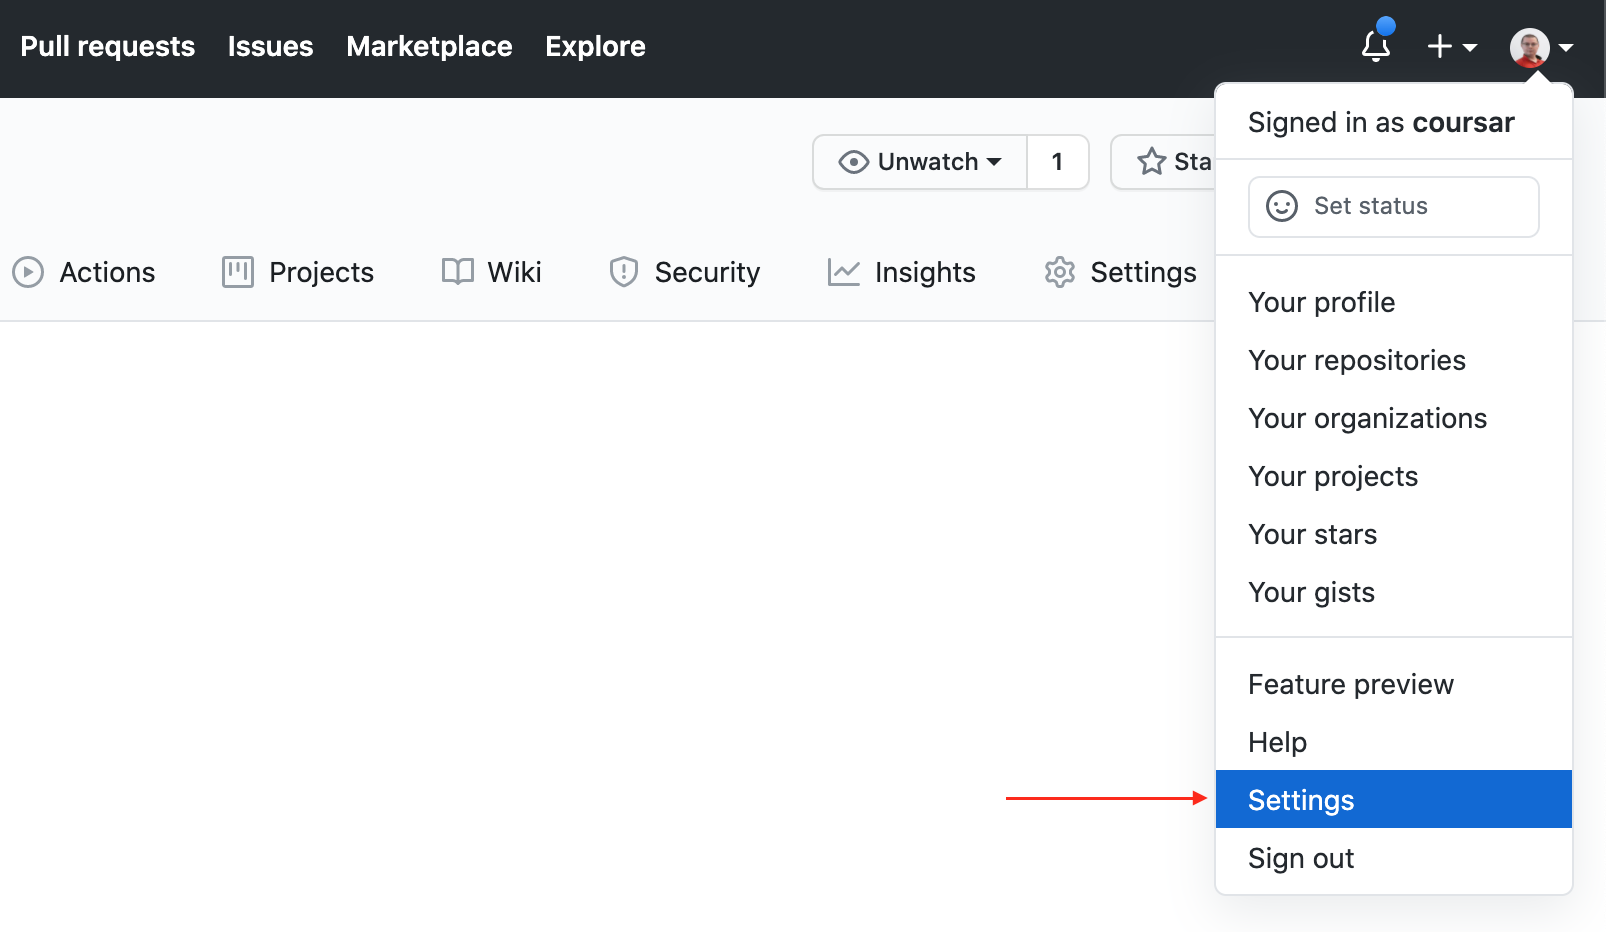 Pull requests Issues Marketplace Explore
Signed in as coursar
Unwatch 1 Sta
Set status
Actions Projects Wiki Security Insights Settings
Your profile
Your repositories
Your organizations
Your projects
Your stars
Your gists
Feature preview
Help
Settings
Sign out